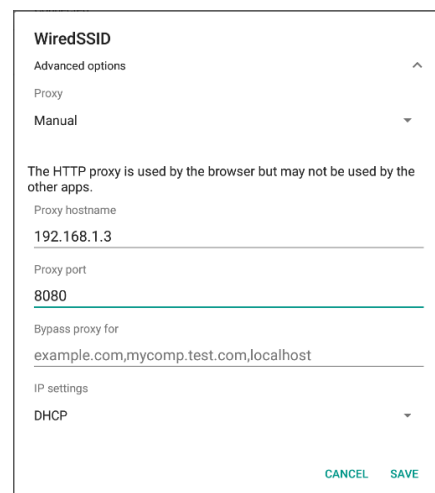 WiredSSID
Advanced options
Proxy
Manual
The HTTP proxy is used by the browser but may not be used by the
other apps.
Proxy hostname
192.168.1.3
Proxy port
8080
Bypass proxy for
example.com,mycomp.test.com,localhost
IP settings
DHCP
CANCEL SAVE